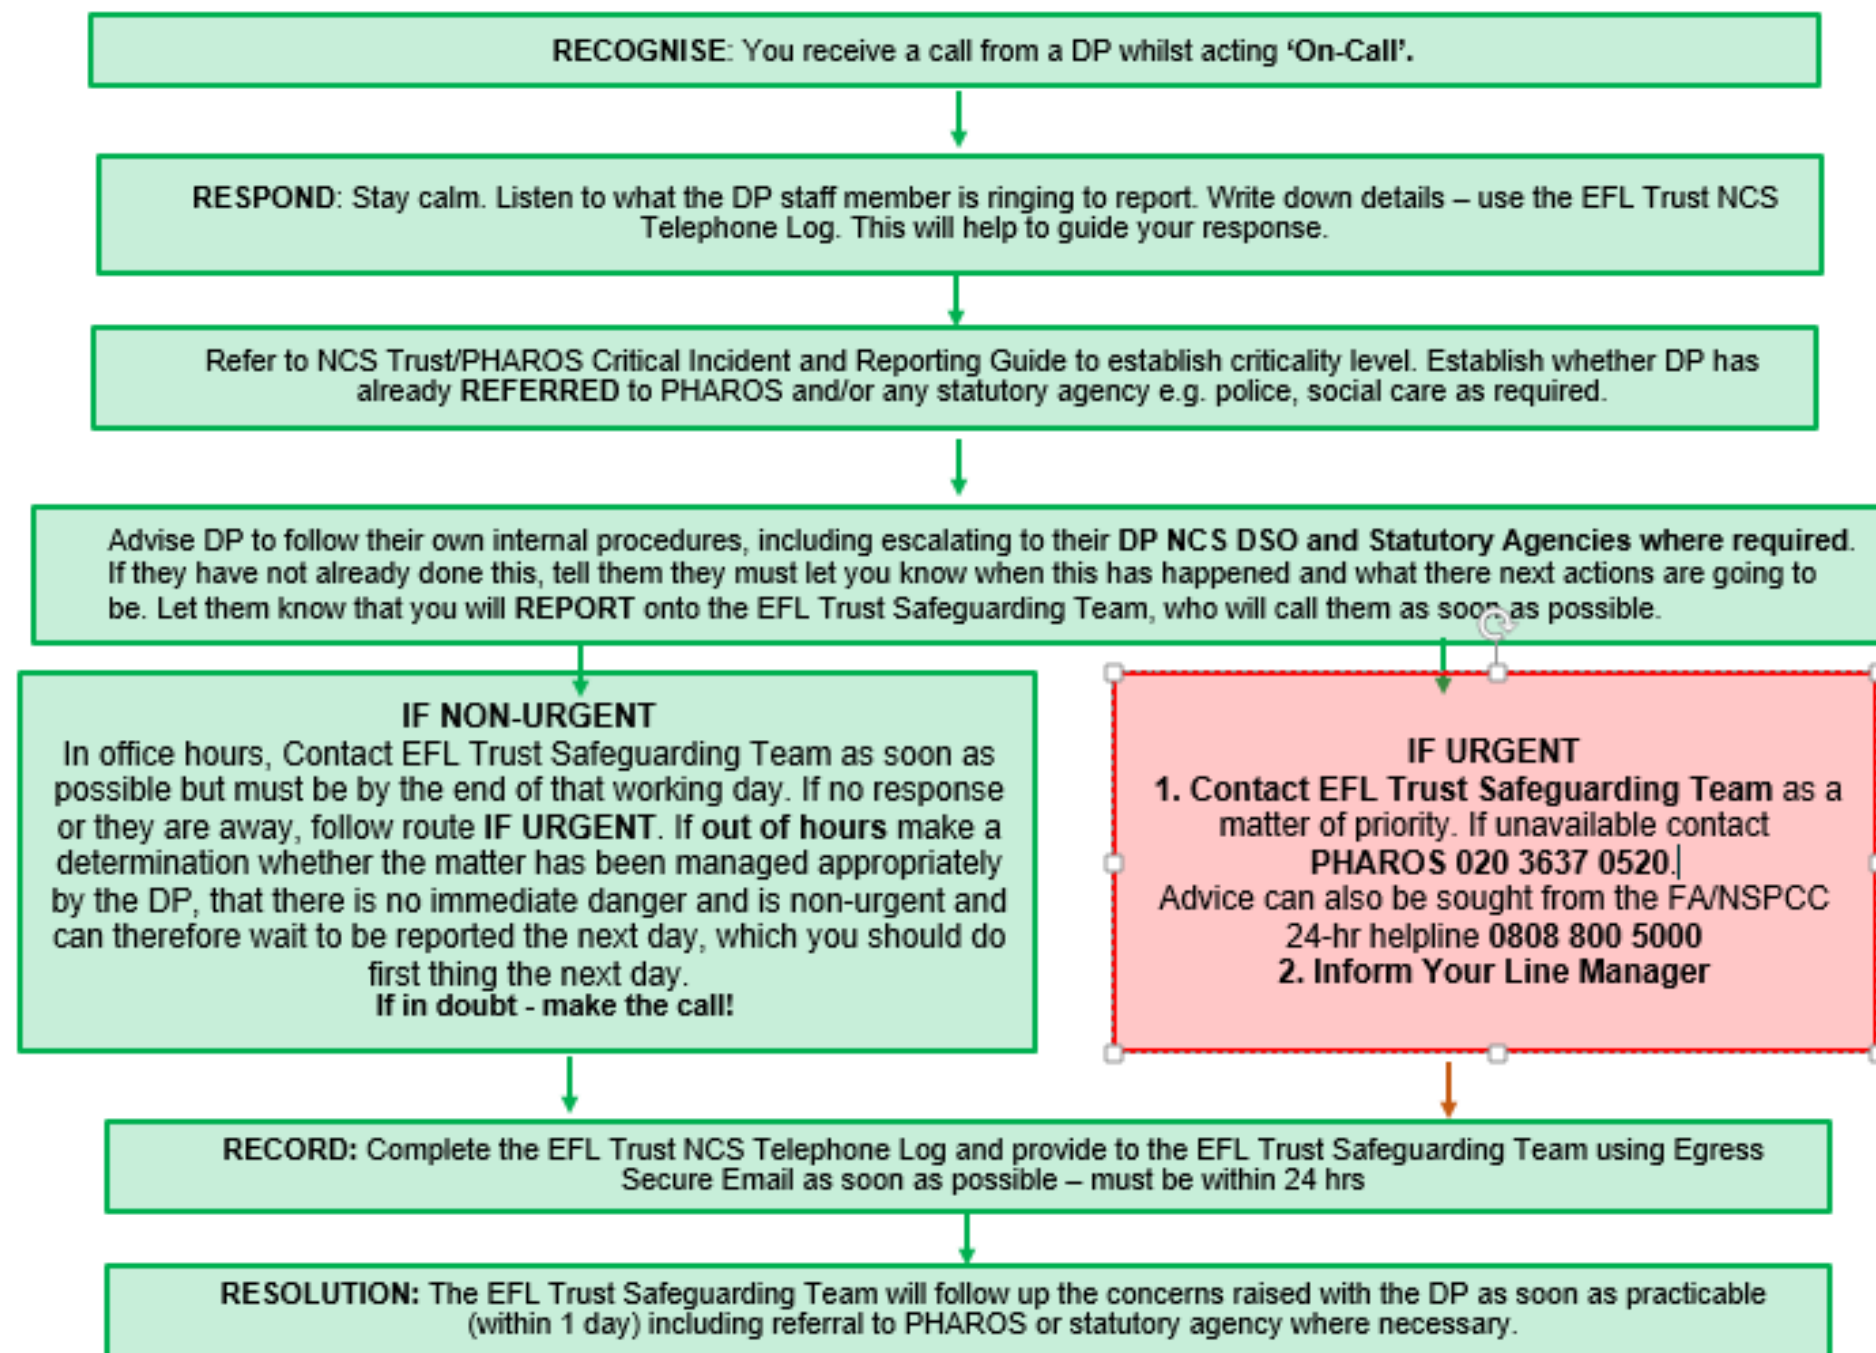 RECOGNISE: You receive a call from a DP whilst acting ‘On-Call’.
RESPOND: Stay calm. Listen to what the DP staff member is ringing to report. Write down details – use the EFL Trust NCS
Telephone Log. This will help to guide your response.
Refer to NCS Trust/PHAROS Critical Incident and Reporting Guide to establish criticality level. Establish whether DP has
already REFERRED to PHAROS and/or any statutory agency e.g. police, social care as required.
Advise DP to follow their own internal procedures, including escalating to their DP NCS DSO and Statutory Agencies where required.
If they have not already done this, tell them they must let you know when this has happened and what there next actions are going to
be. Let them know that you will REPORT onto the EFL Trust Safeguarding Team, who will call them as soon as possible.
IF NON-URGENT
In office hours, Contact EFL Trust Safeguarding Team as soon as
possible but must be by the end of that working day. If no response
or they are away, follow route IF URGENT. If out of hours make a
determination whether the matter has been managed appropriately
by the DP, that there is no immediate danger and is non-urgent and
can therefore wait to be reported the next day, which you should do
first thing the next day.
If in doubt - make the call!
IF URGENT
1. Contact EFL Trust Safeguarding Team as a
matter of priority. If unavailable contact
PHAROS 020 3637 0520.
Advice can also be sought from the FA/NSPCC
24-hr helpline 0808 800 5000
2. Inform Your Line Manager
RECORD: Complete the EFL Trust NCS Telephone Log and provide to the EFL Trust Safeguarding Team using Egress
Secure Email as soon as possible – must be within 24 hrs
RESOLUTION: The EFL Trust Safeguarding Team will follow up the concerns raised with the DP as soon as practicable
(within 1 day) including referral to PHAROS or statutory agency where necessary.